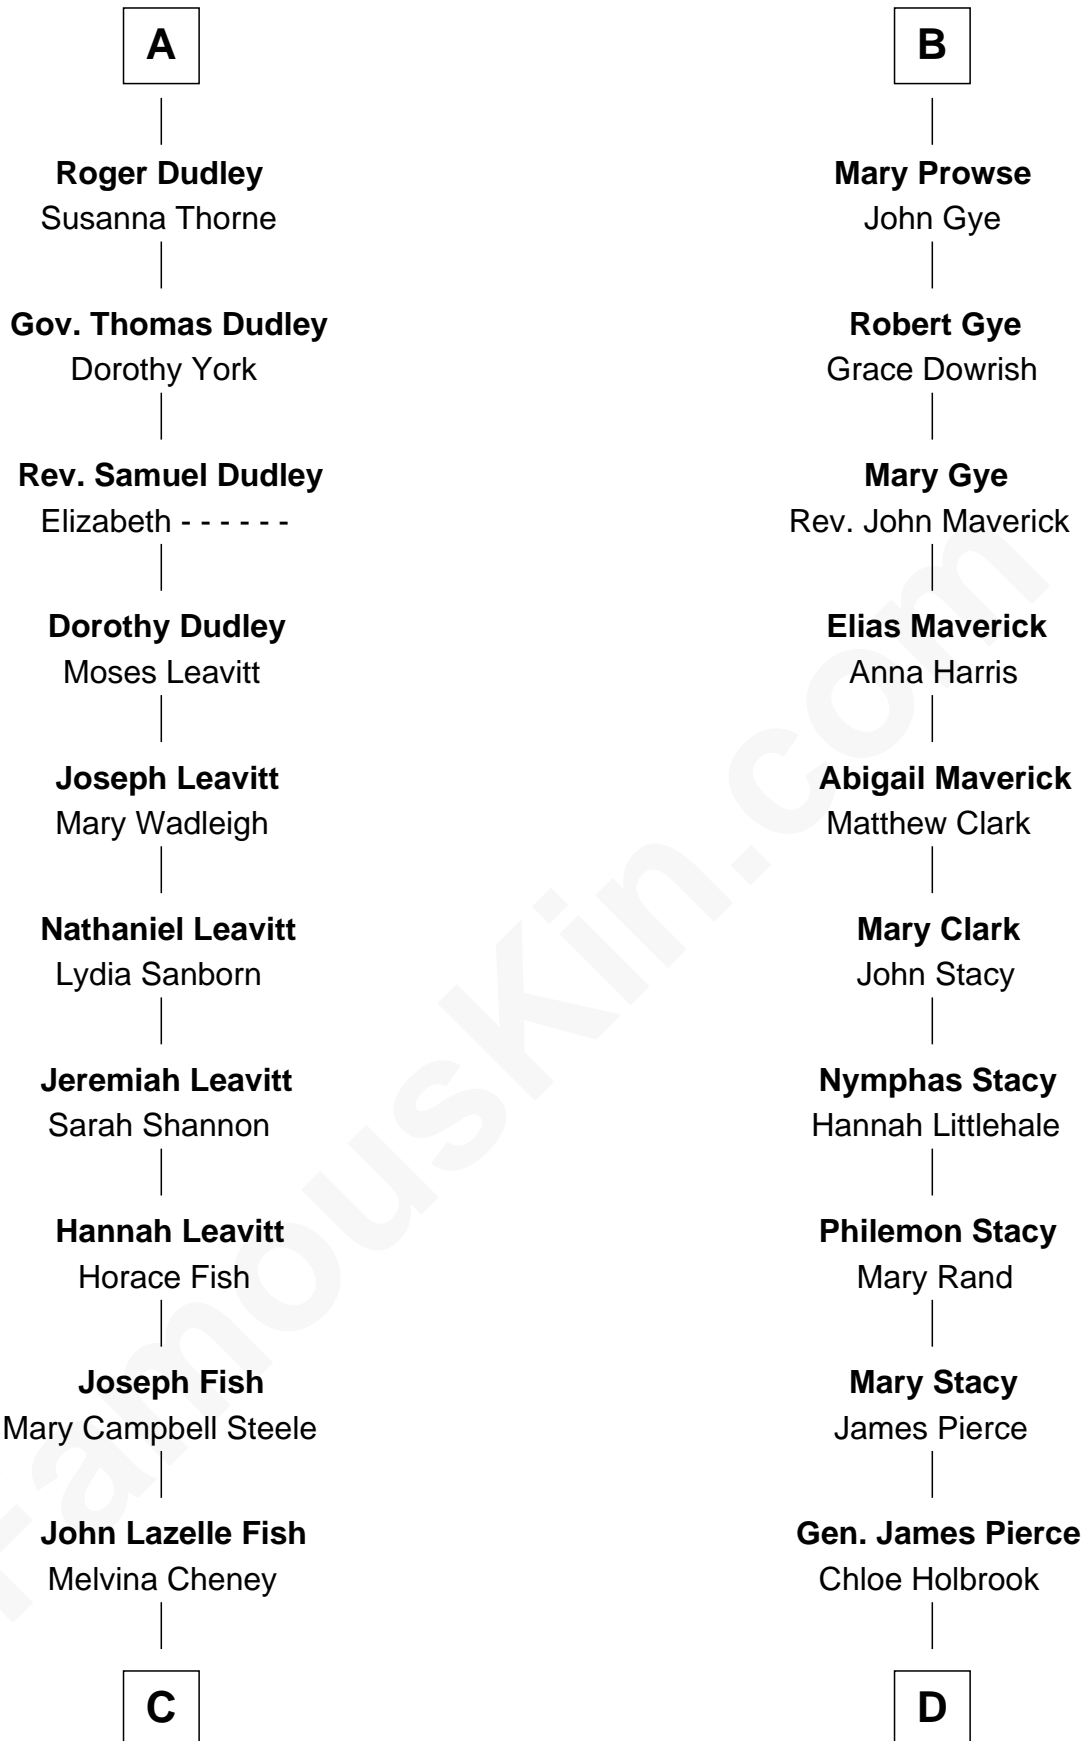 A
Roger Dudley
Susanna Thorne
Gov. Thomas Dudley
Dorothy York
Rev. Samuel Dudley
Elizabeth - - - - - -
Dorothy Dudley
Moses Leavitt
Joseph Leavitt
Mary Wadleigh
Nathaniel Leavitt
Lydia Sanborn
Jeremiah Leavitt
Sarah Shannon
Hannah Leavitt
Horace Fish
Joseph Fish
Mary Campbell Steele
John Lazelle Fish
Melvina Cheney
C
B
Mary Prowse
John Gye
Robert Gye
Grace Dowrish
Mary Gye
Rev. John Maverick
Elias Maverick
Anna Harris
Abigail Maverick
Matthew Clark
Mary Clark
John Stacy
Nymphas Stacy
Hannah Littlehale
Philemon Stacy
Mary Rand
Mary Stacy
James Pierce
Gen. James Pierce
Chloe Holbrook
D
FamousKin.com